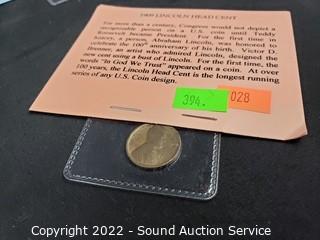 1909 LINCOLN HEAD CENT
For more than a century, Congress would not depict a
recognizable person on a U.S. coin until Teddy
Roosevelt became President. For the first time in
history, a person, Abraham Lincoln, was honored to
celebrate the 100th anniversary of his birth. Victor D.
Brenner, an artist who admired Lincoln, designed the
new cent using a bust of Lincoln. For the first time, the
words "In God We Trust" appeared on a coin. At over
100 years, the Lincoln Head Cent is the longest running
series of any U.S. Coin design.
394.
028
Copyright 2022 - Sound Auction Service